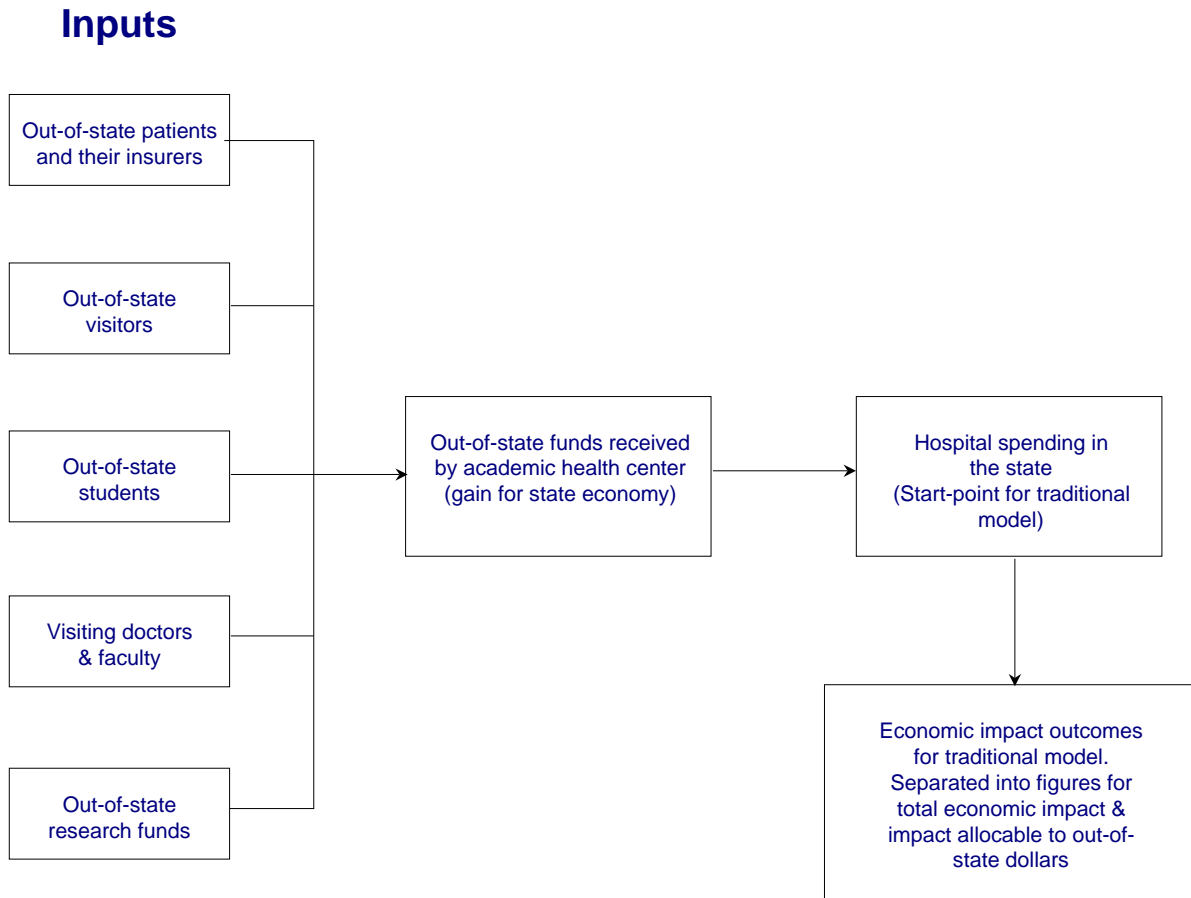 Inputs
Out-of-state patients
and their insurers
Out-of-state
visitors
Out-of-state
students
Visiting doctors
& faculty
Out-of-state
research funds
Out-of-state funds received
by academic health center
(gain for state economy)
Hospital spending in
the state
(Start-point for traditional
model)
Economic impact outcomes
for traditional model.
Separated into figures for
total economic impact &
impact allocable to out-of-
state dollars